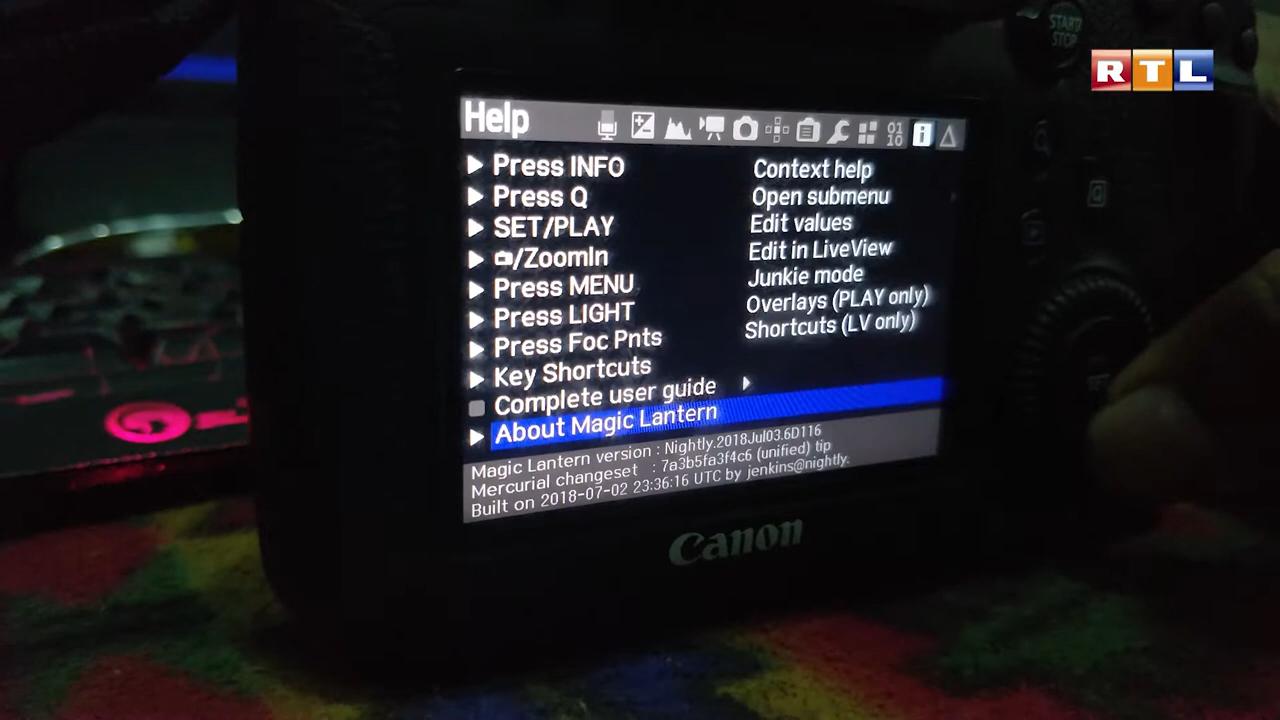 START/
STOP
RTL
Help
Press INFO Context help
Press Q Open submenu
SET/PLAY Edit values
/ZoomIn Edit in LiveView
Press MENU Junkie mode
Press LIGHT Overlays (PLAY only)
Press Foc Pnts Shortcuts (LV only)
Key Shortcuts
Complete user guide
About Magic Lantern
Magic Lantern version : Nightly.2018Jul03.6D116
Mercurial changeset : 7a3b5fa3f4c6 (unified) tip
Built on 2018-07-02 23:36:16 UTC by jenkins@nightly.
Q
SET
Canon